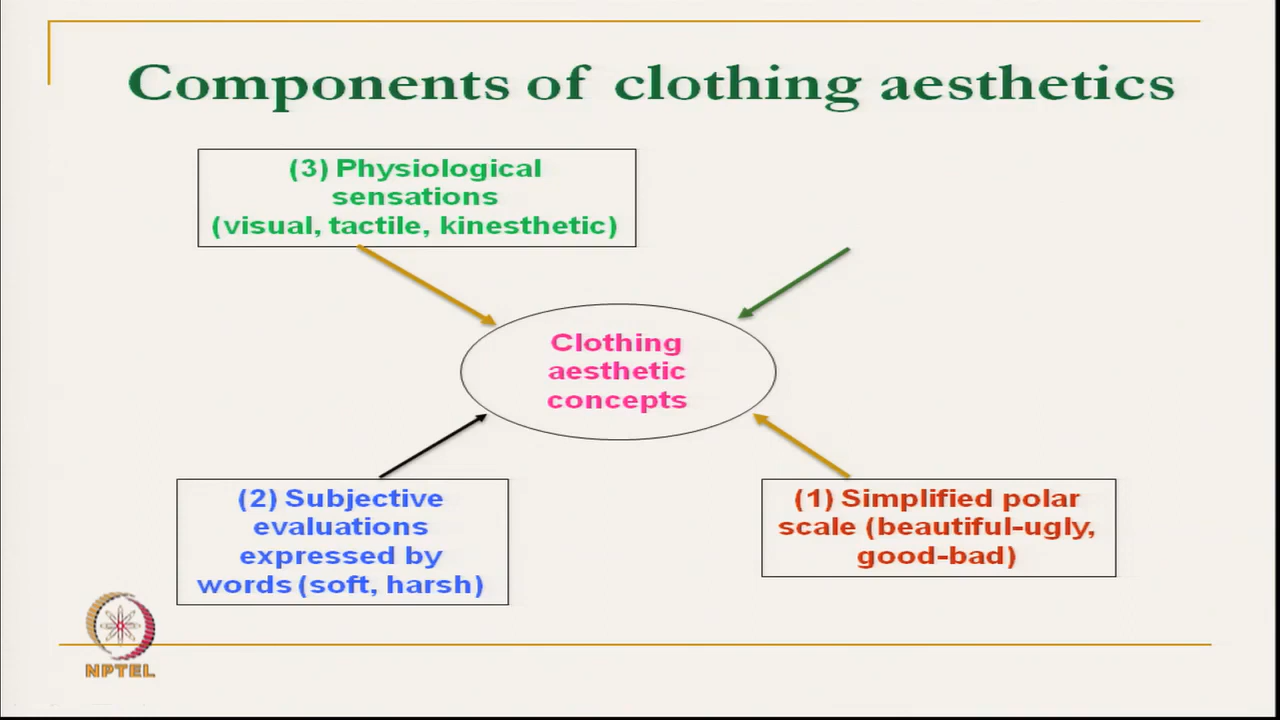 Components of clothing aesthetics
(3) Physiological
sensations
(visual, tactile, kinesthetic)
Clothing
aesthetic
concepts
(2) Subjective
evaluations
expressed by
words (soft, harsh)
(1) Simplified polar
scale (beautiful-ugly,
good-bad)
NPTEL